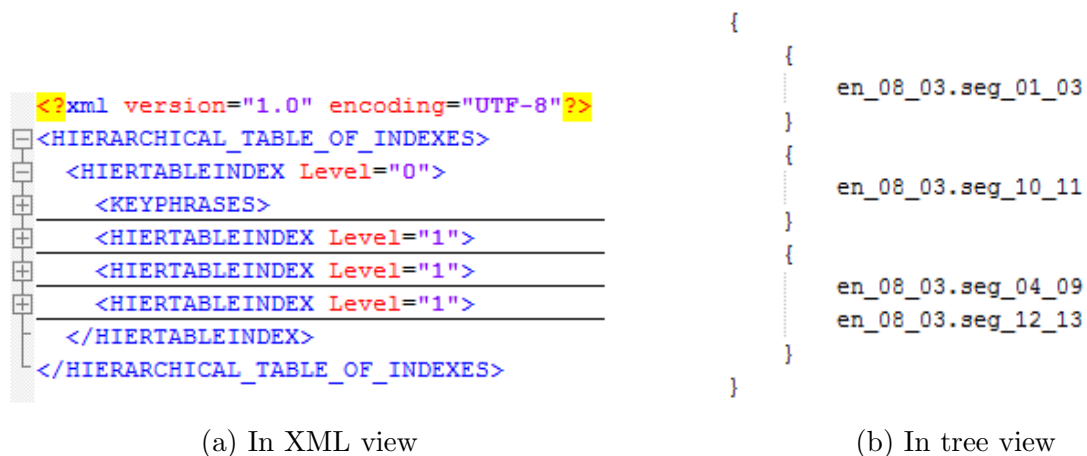 <?xml version="1.0" encoding="UTF-8"?>
<HIERARCHICAL_TABLE_OF_INDEXES>
<HIERTABLEINDEX Level="0">
<KEYPHRASES>
<HIERTABLEINDEX Level="1">
<HIERTABLEINDEX Level="1">
<HIERTABLEINDEX Level="1">
</HIERTABLEINDEX>
</HIERARCHICAL_TABLE_OF_INDEXES>
(a) In XML view
{
{
en_08_03.seg_01_03
}
{
en_08_03.seg_10_11
}
{
en_08_03.seg_04_09
en_08_03.seg_12_13
}
}
(b) In tree view